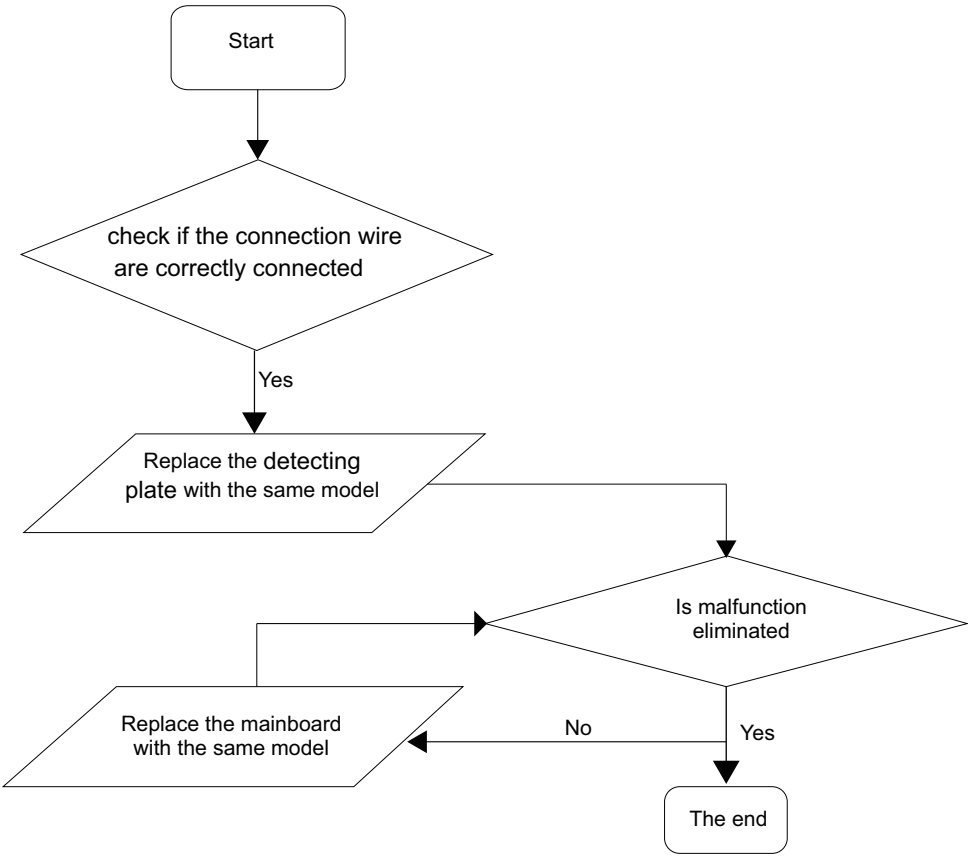 Start
check if the connection wire
are correctly connected
Yes
Replace the detecting
plate with the same model
Is malfunction
eliminated
Replace the mainboard
with the same model
No
Yes
The end